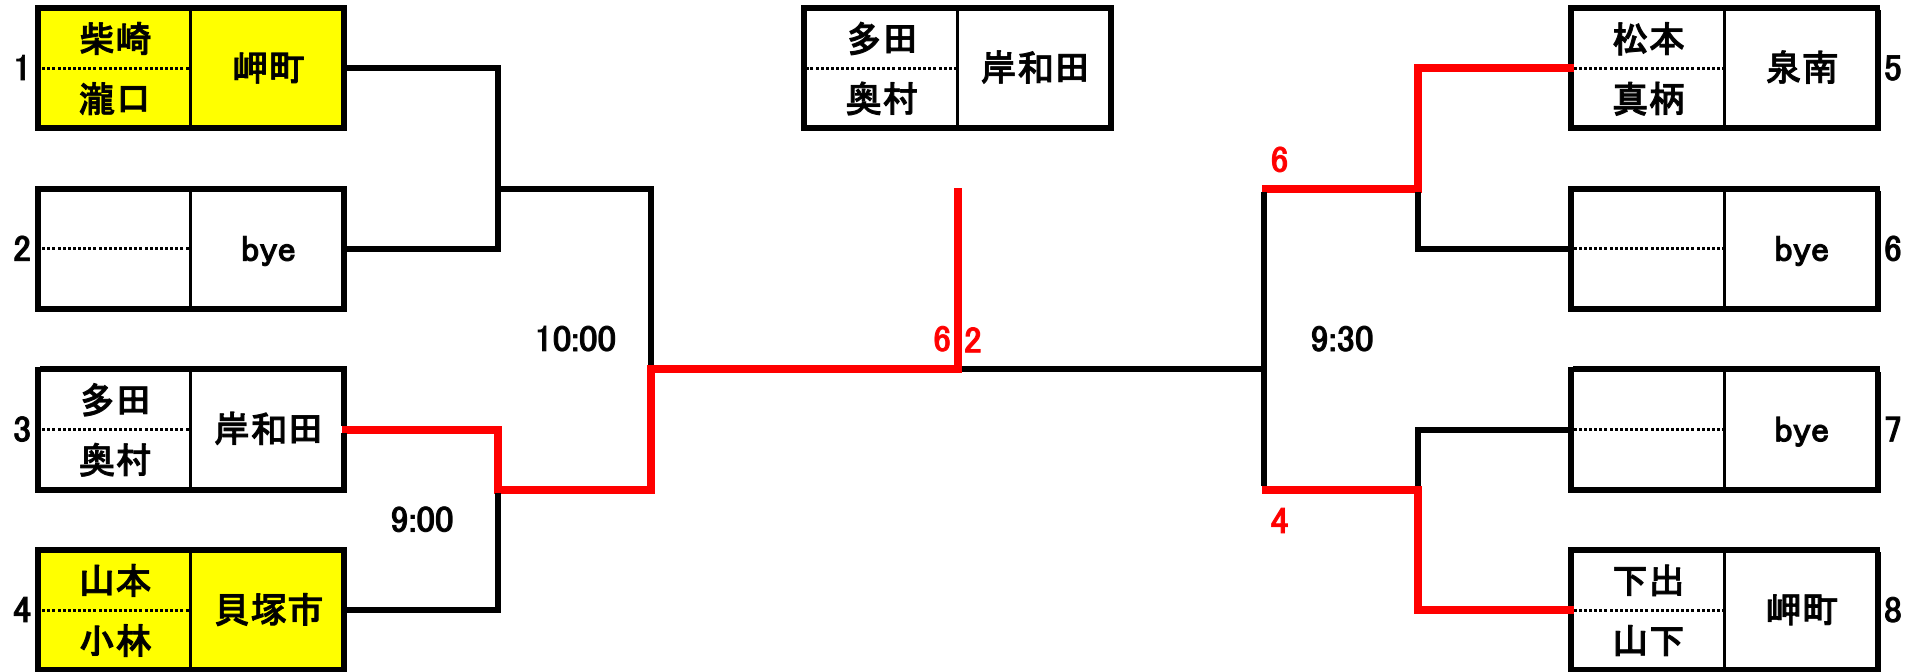 1
柴崎
瀧口
岬町
2
bye
3
多田
奥村
岸和田
4
山本
小林
貝塚市
10:00
9:00
多田
奥村
岸和田
6 2
6
9:30
4
松本
真柄
泉南
5
bye
6
bye
7
下出
山下
岬町
8